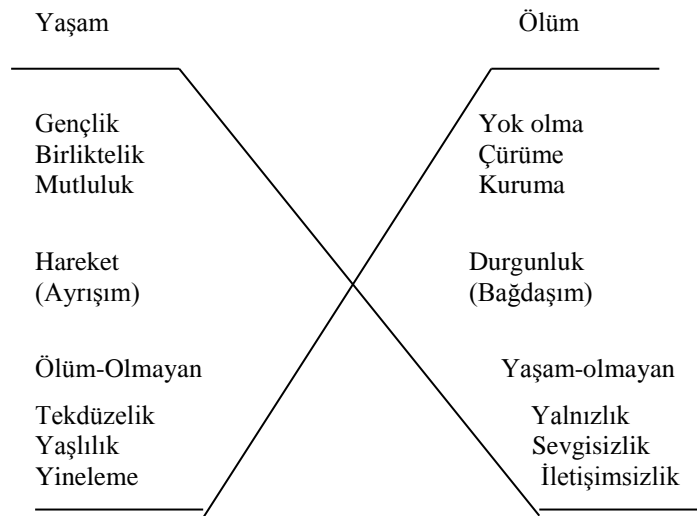 Yaşam Ölüm
Gençlik Yok olma
Birliktelik Çürüme
Mutluluk Kuruma
Hareket Durgunluk
(Ayrışım) (Bağdaşım)
Ölüm-Olmayan Yaşam-olmayan
Tekdüzelik Yalnızlık
Yaşlılık Sevgisizlik
Yineleme İletişimsizlik